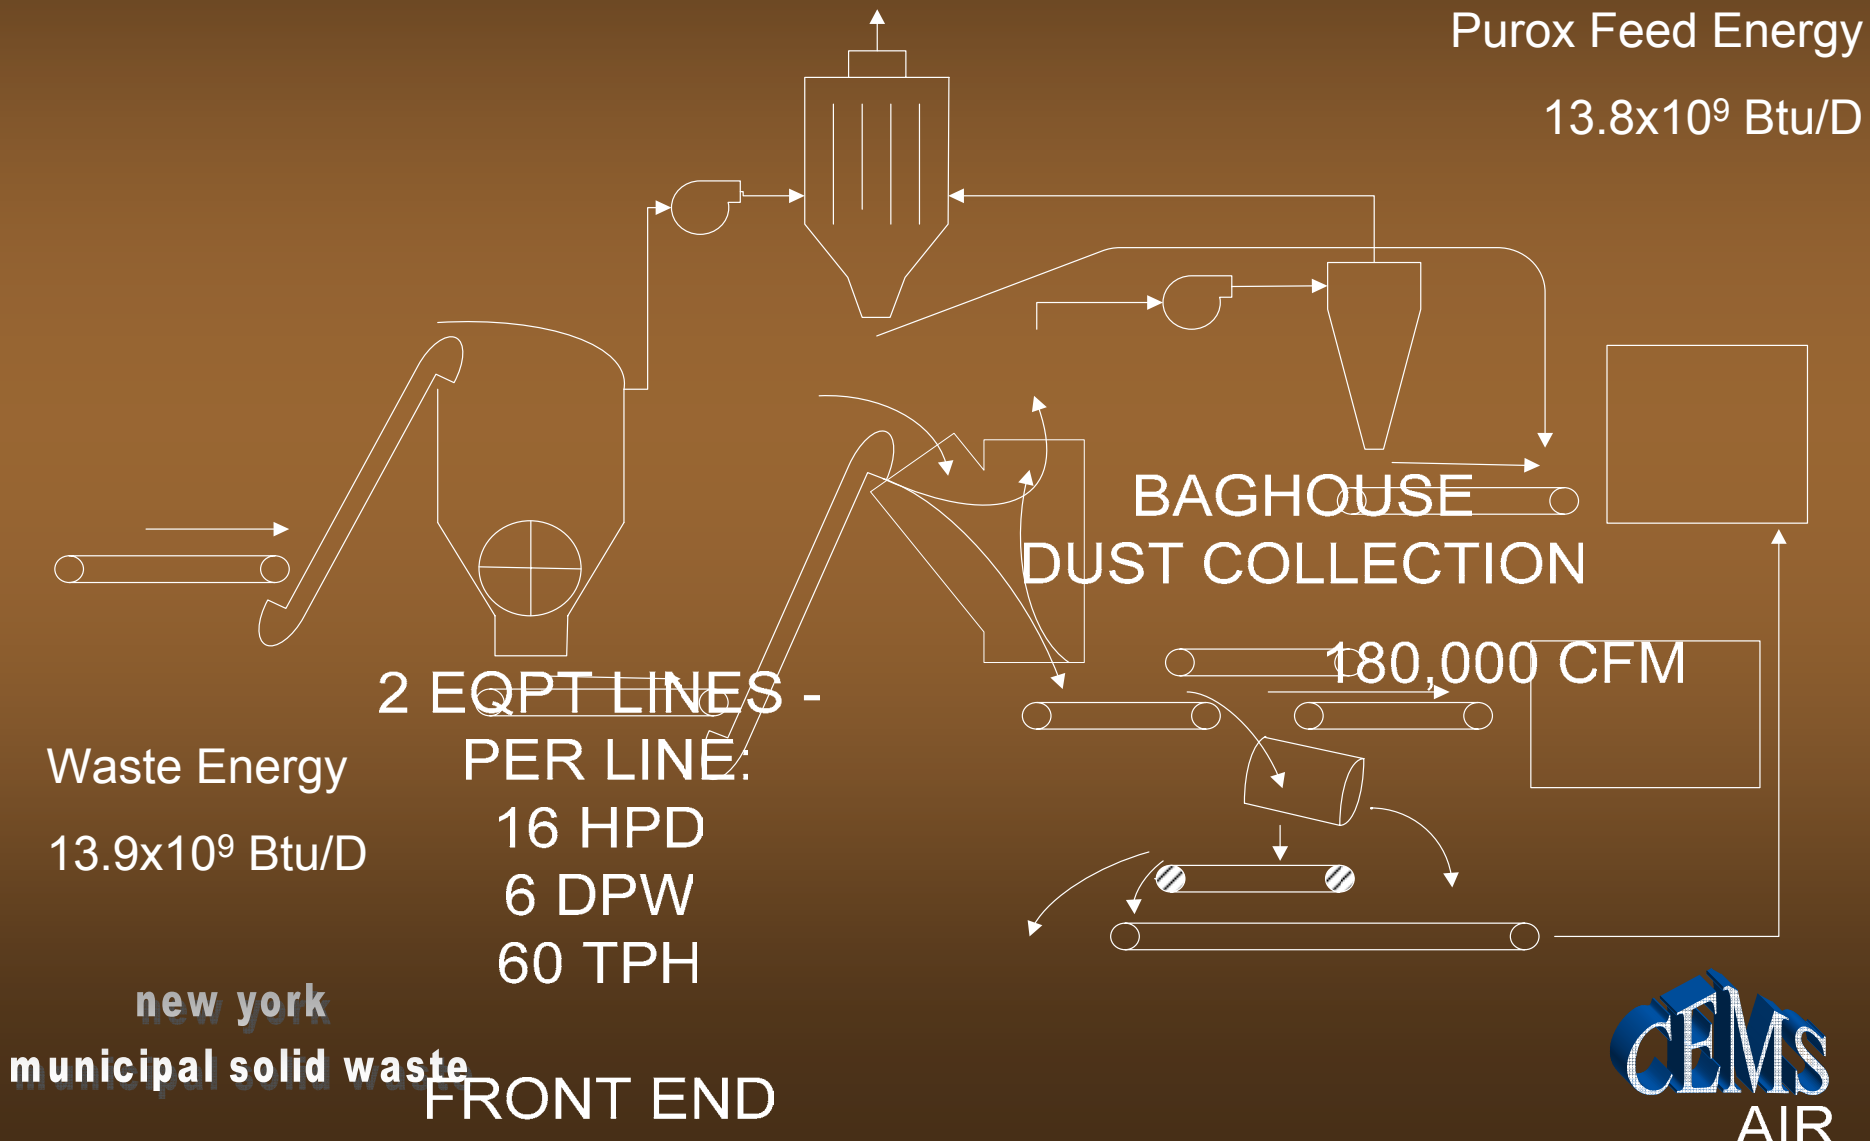 Purox Feed Energy
13.8x10⁹ Btu/D
BAGHOUSE
DUST COLLECTION
180,000 CFM
2 EQPT LINES -
PER LINE:
16 HPD
6 DPW
60 TPH
Waste Energy
13.9x10⁹ Btu/D
new york
municipal solid waste
FRONT END
CEMS
AIR